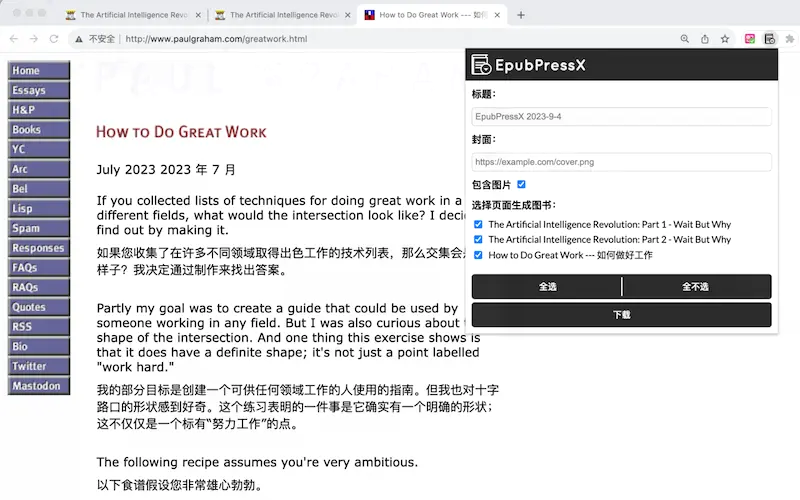 The Artificial Intelligence Revo
The Artificial Intelligence Revo
How to Do Great Work --- 如何
不安全
http://www.paulgraham.com/greatwork.html
Home
Essays
H&P
Books
YC
Arc
Bel
Lisp
Spam
Responses
FAQs
RAQs
Quotes
RSS
Bio
Twitter
Mastodon
How to Do Great Work
July 2023 2023 年 7 月
If you collected lists of techniques for doing great work in a
different fields, what would the intersection look like? I deci
find out by making it.
如果您收集了在许多不同领域取得出色工作的技术列表，那么交集会
样子？我决定通过制作来找出答案。
Partly my goal was to create a guide that could be used by
someone working in any field. But I was also curious about
shape of the intersection. And one thing this exercise shows is
that it does have a definite shape; it's not just a point labelled
"work hard."
我的部分目标是创建一个可供任何领域工作的人使用的指南。但我也对十字
路口的形状感到好奇。这个练习表明的一件事是它确实有一个明确的形状；
这不仅仅是一个标有“努力工作”的点。
The following recipe assumes you're very ambitious.
以下食谱假设您非常雄心勃勃。
EpubPressX
标题：
EpubPressX 2023-9-4
封面：
https://example.com/cover.png
包含图片
选择页面生成图书：
The Artificial Intelligence Revolution: Part 1 - Wait But Why
The Artificial Intelligence Revolution: Part 2 - Wait But Why
How to Do Great Work --- 如何做好工作
全选
全不选
下载